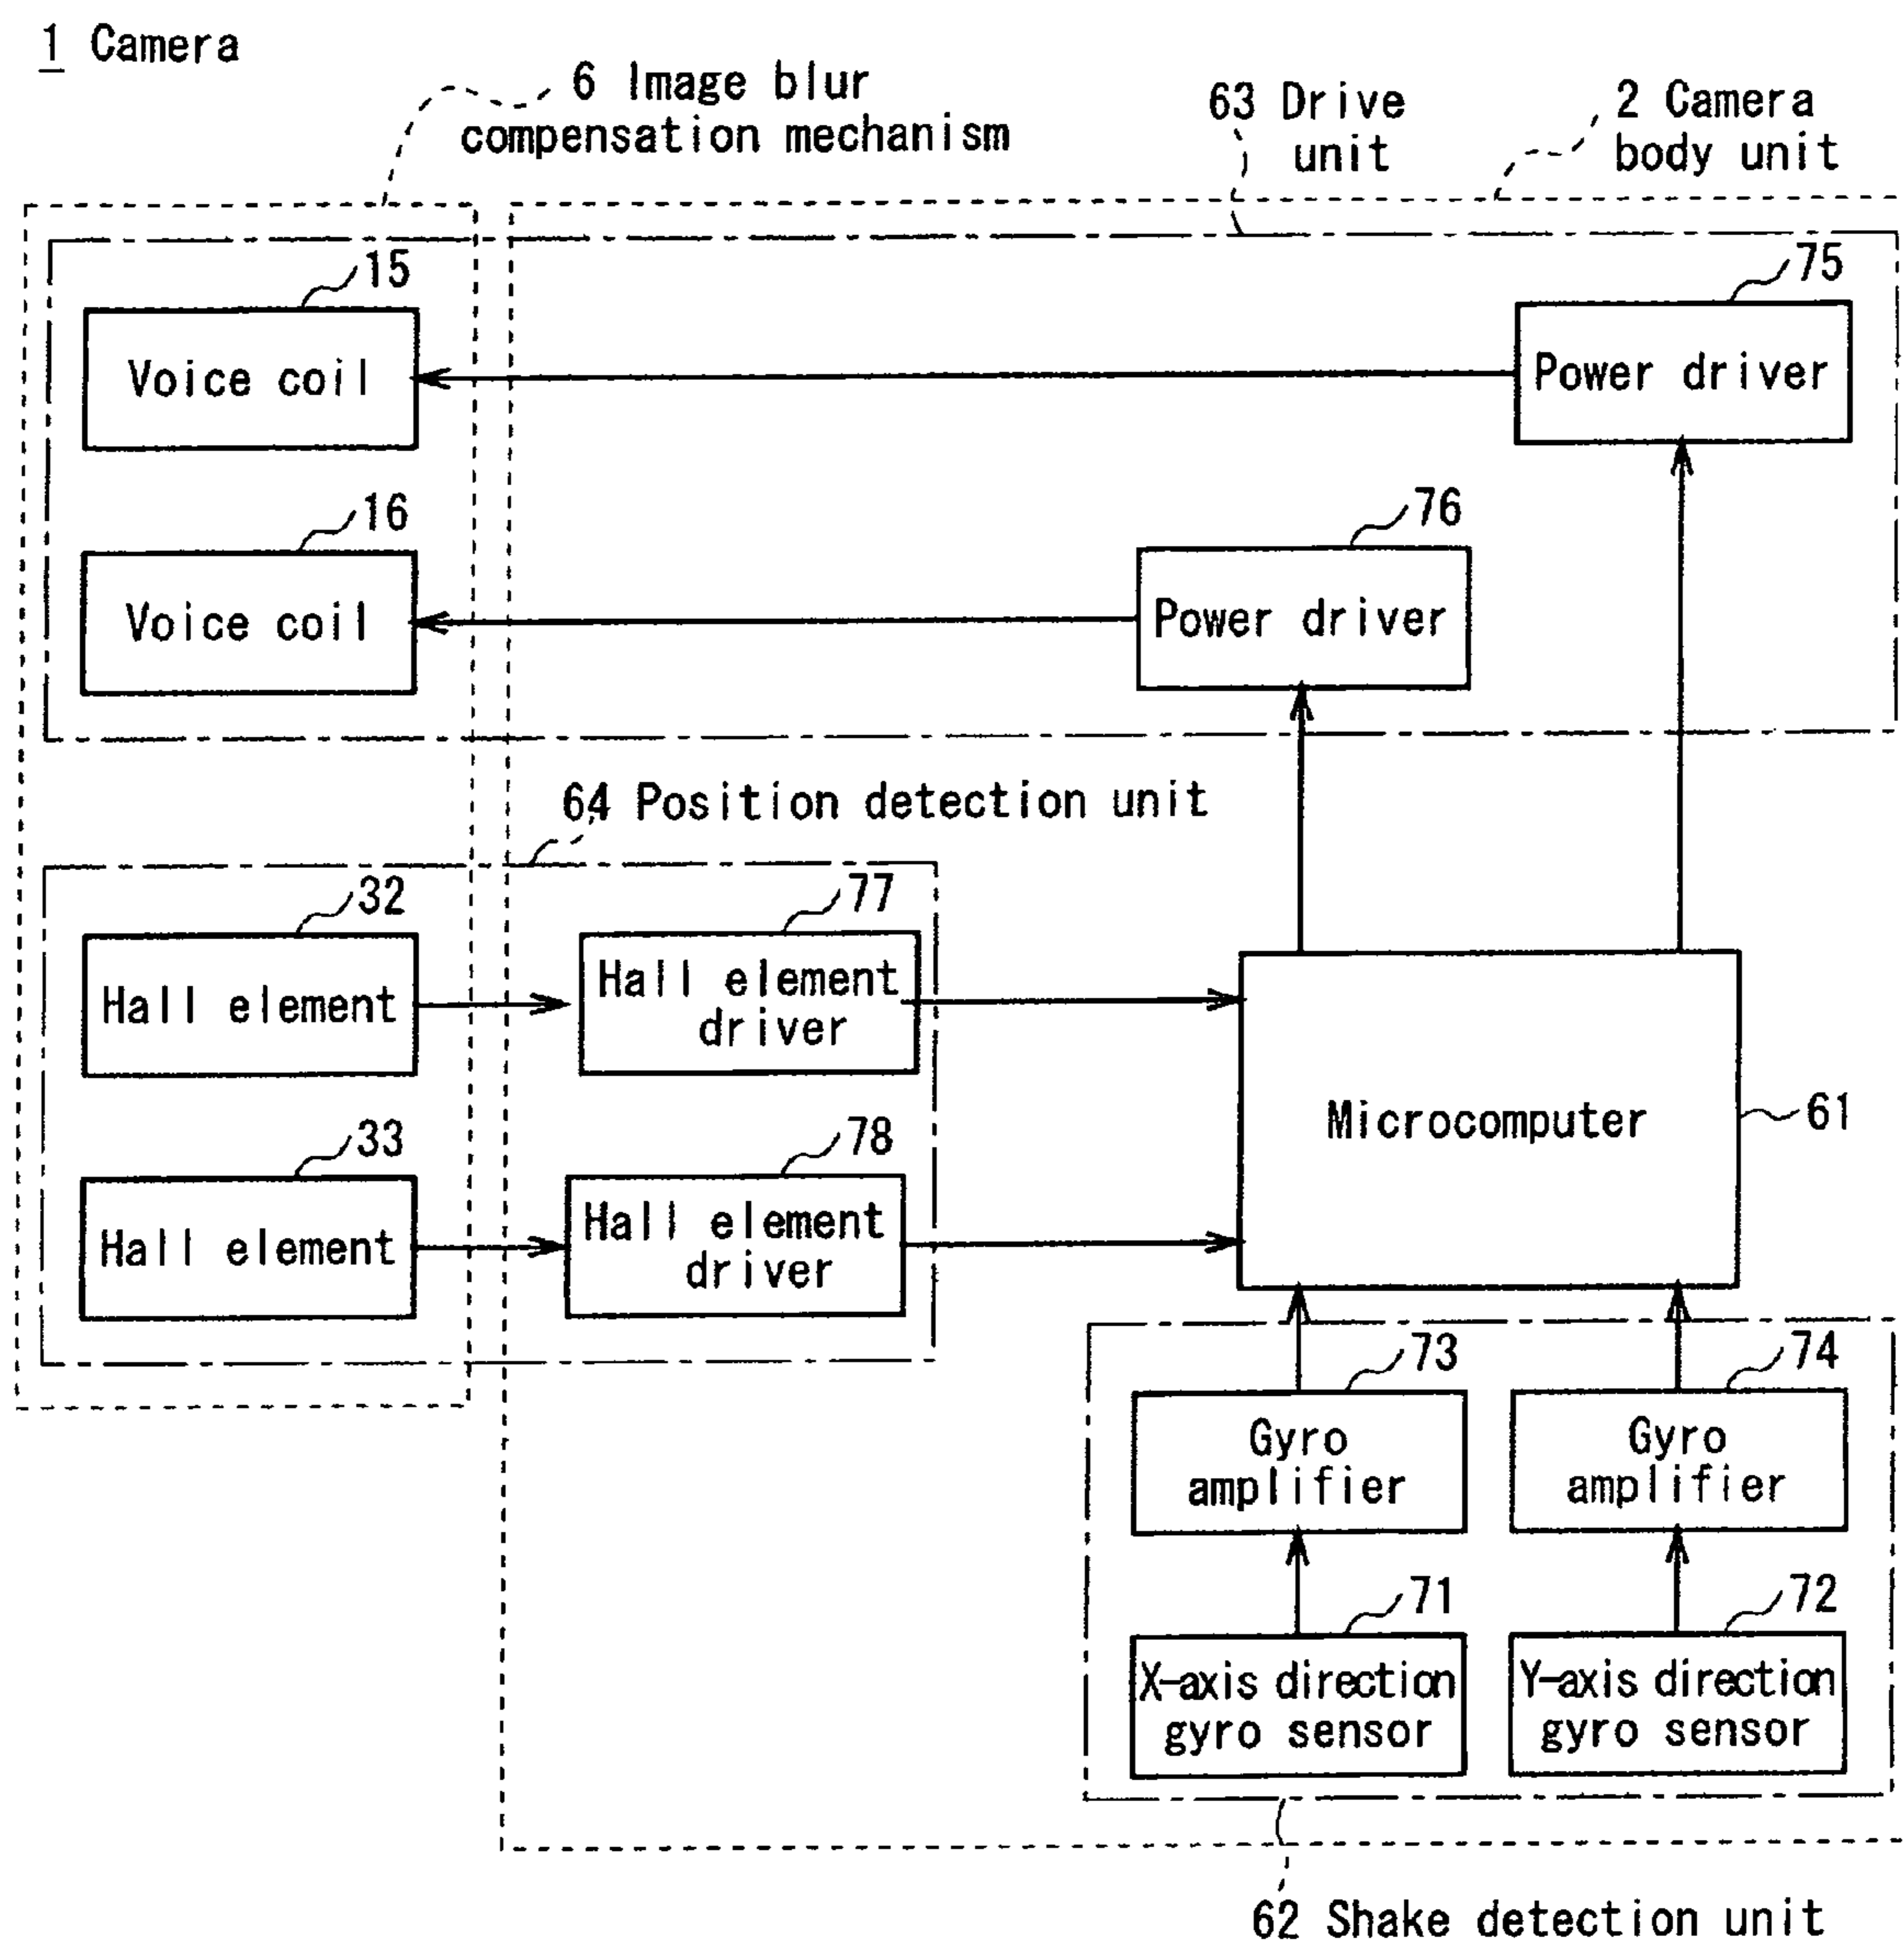 1 Camera
6 Image blur
compensation mechanism
63 Drive
unit
2 Camera
body unit
15
Voice coil
75
Power driver
16
Voice coil
76
Power driver
64 Position detection unit
32
Hall element
77
Hall element
driver
33
Hall element
78
Hall element
driver
Microcomputer
61
73
Gyro
amplifier
74
Gyro
amplifier
71
X-axis direction
gyro sensor
72
Y-axis direction
gyro sensor
62 Shake detection unit